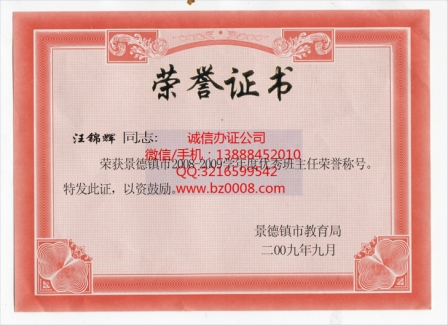 荣誉证书
汪锦辉 同志: 诚信办证公司
微信/手机:13888452010
荣获景德镇市2008-2009学年度优秀班主任荣誉称号。
QQ:3216599542
特发此证,以资鼓励。www.bz0008.com
景德镇市教育局
二00九年九月